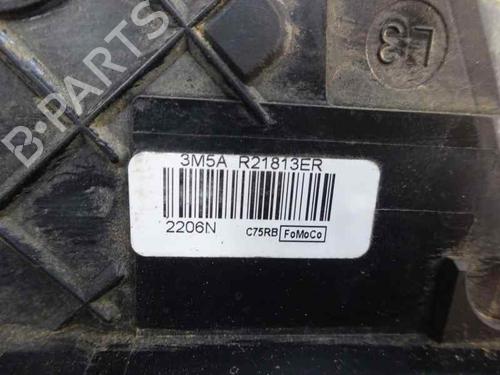 B-PARTS
L3
3M5A R21813ER
2206N C75RB FoMoCo